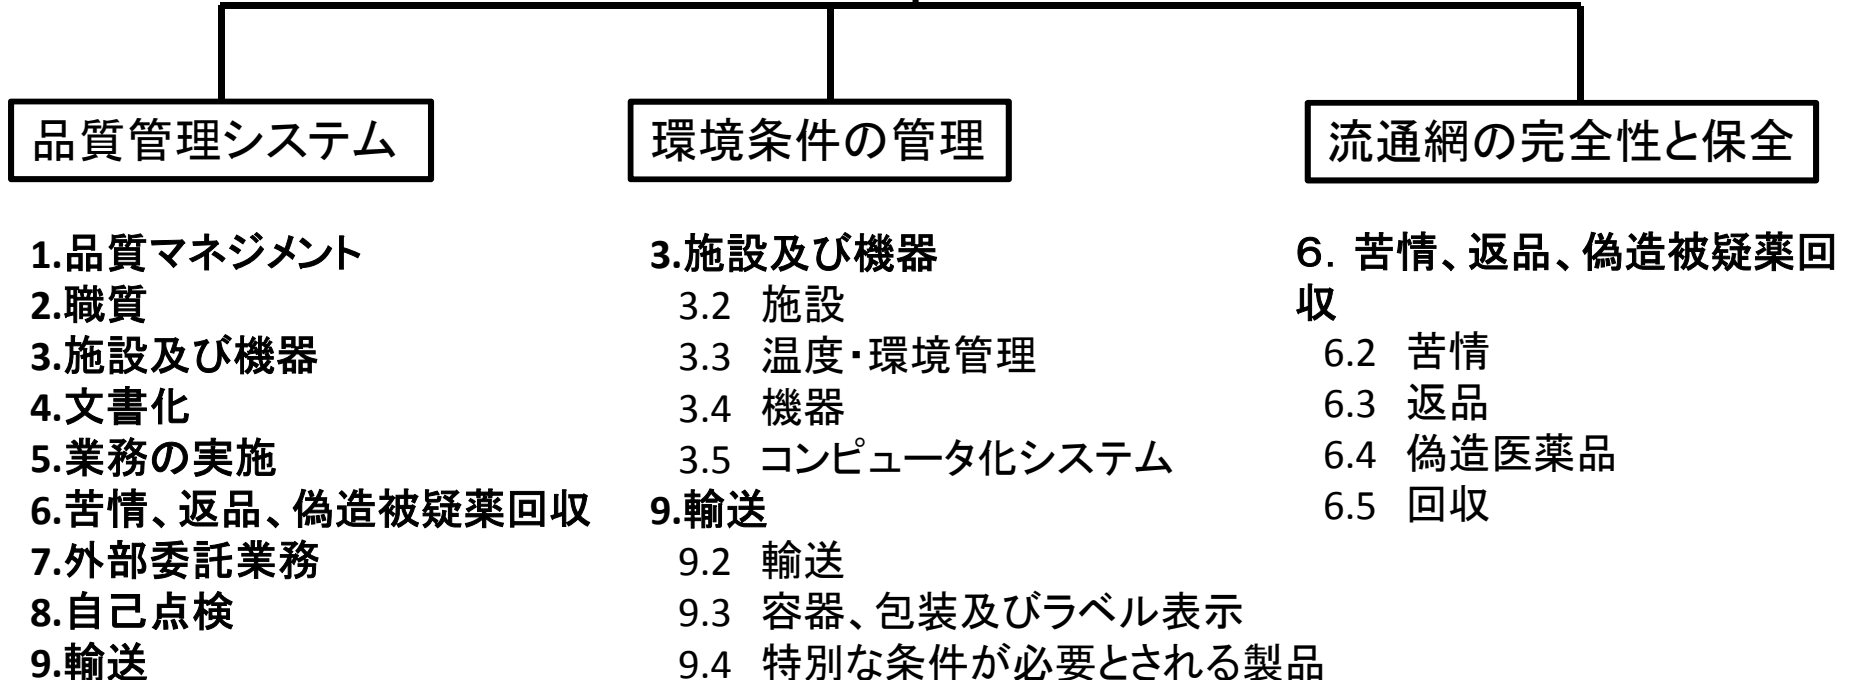 品質管理システム
1.品質マネジメント
2.職質
3.施設及び機器
4.文書化
5.業務の実施
6.苦情、返品、偽造被疑薬回収
7.外部委託業務
8.自己点検
9.輸送
環境条件の管理
3.施設及び機器
3.2 施設
3.3 温度・環境管理
3.4 機器
3.5 コンピュータ化システム
9.輸送
9.2 輸送
9.3 容器、包装及びラベル表示
9.4 特別な条件が必要とされる製品
流通網の完全性と保全
６．苦情、返品、偽造被疑薬回
収
6.2 苦情
6.3 返品
6.4 偽造医薬品
6.5 回収